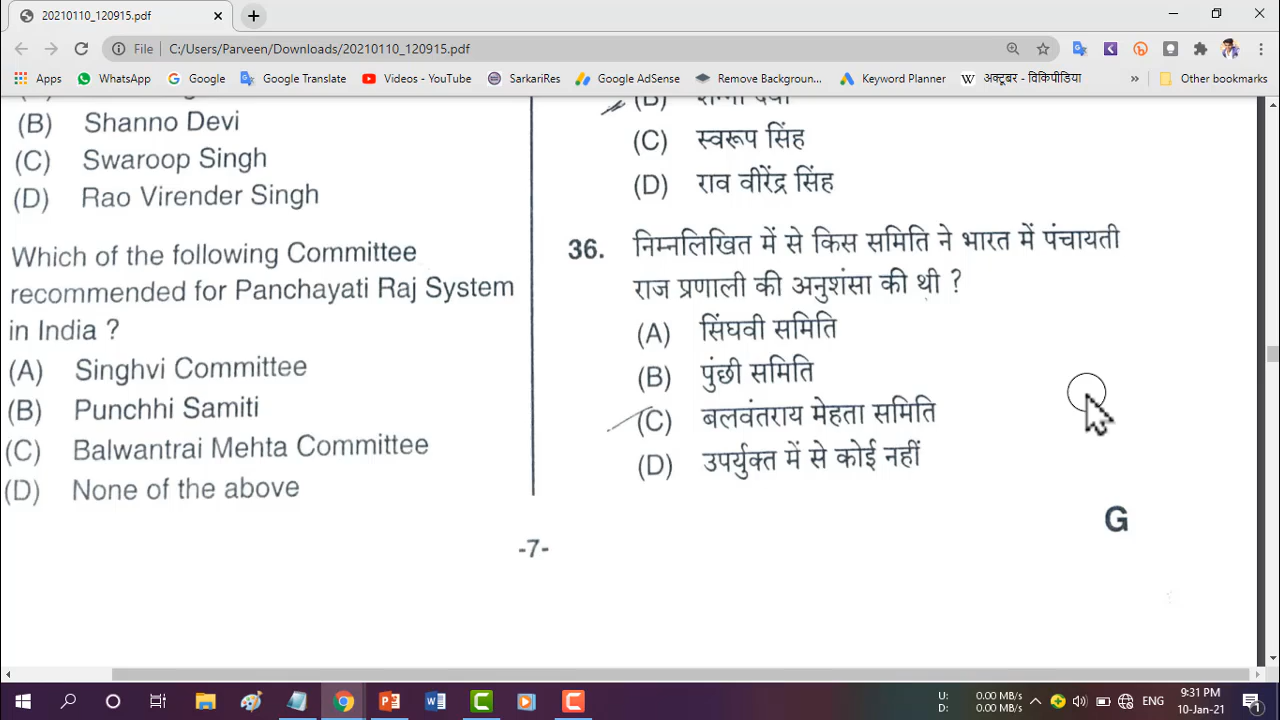 20210110_120915.pdf
File C:/Users/Parveen/Downloads/20210110_120915.pdf
Apps WhatsApp Google Google Translate Videos - YouTube SarkariRes Google AdSense Remove Backgroun... Keyword Planner अक्टूबर - विकिपीडिया » Other bookmarks
(B) Shanno Devi
(C) Swaroop Singh
(D) Rao Virender Singh
Which of the following Committee
recommended for Panchayati Raj System
in India ?
(A) Singhvi Committee
(B) Punchhi Samiti
(C) Balwantrai Mehta Committee
(D) None of the above
(B)
(C) स्वरूप सिंह
(D) राव वीरेंद्र सिंह
36. निम्नलिखित में से किस समिति ने भारत में पंचायती
राज प्रणाली की अनुशंसा की थी ?
(A) सिंघवी समिति
(B) पुंछी समिति
(C) बलवंतराय मेहता समिति
(D) उपर्युक्त में से कोई नहीं
G
-7-
U: 0.00 MB/s
D: 0.00 MB/s
ENG
9:31 PM
10-Jan-21